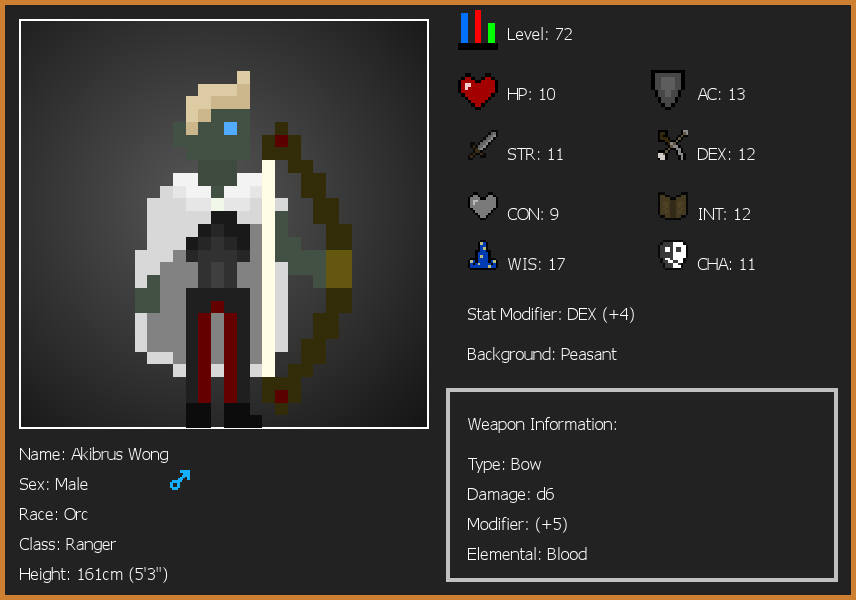 Level: 72
HP: 10
AC: 13
STR: 11
DEX: 12
CON: 9
INT: 12
WIS: 17
CHA: 11
Stat Modifier: DEX (+4)
Background: Peasant
Weapon Information:
Type: Bow
Damage: d6
Modifier: (+5)
Elemental: Blood
Name: Akibrus Wong
Sex: Male
Race: Orc
Class: Ranger
Height: 161cm (5'3")